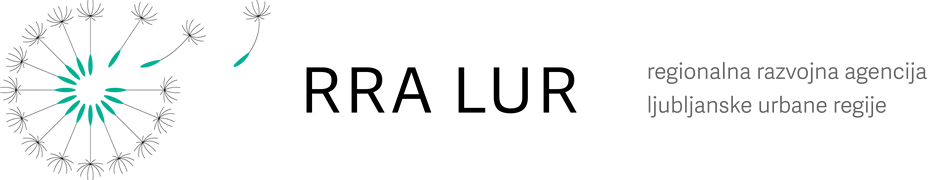 RRA LUR
regionalna razvojna agencija
ljubljanske urbane regije